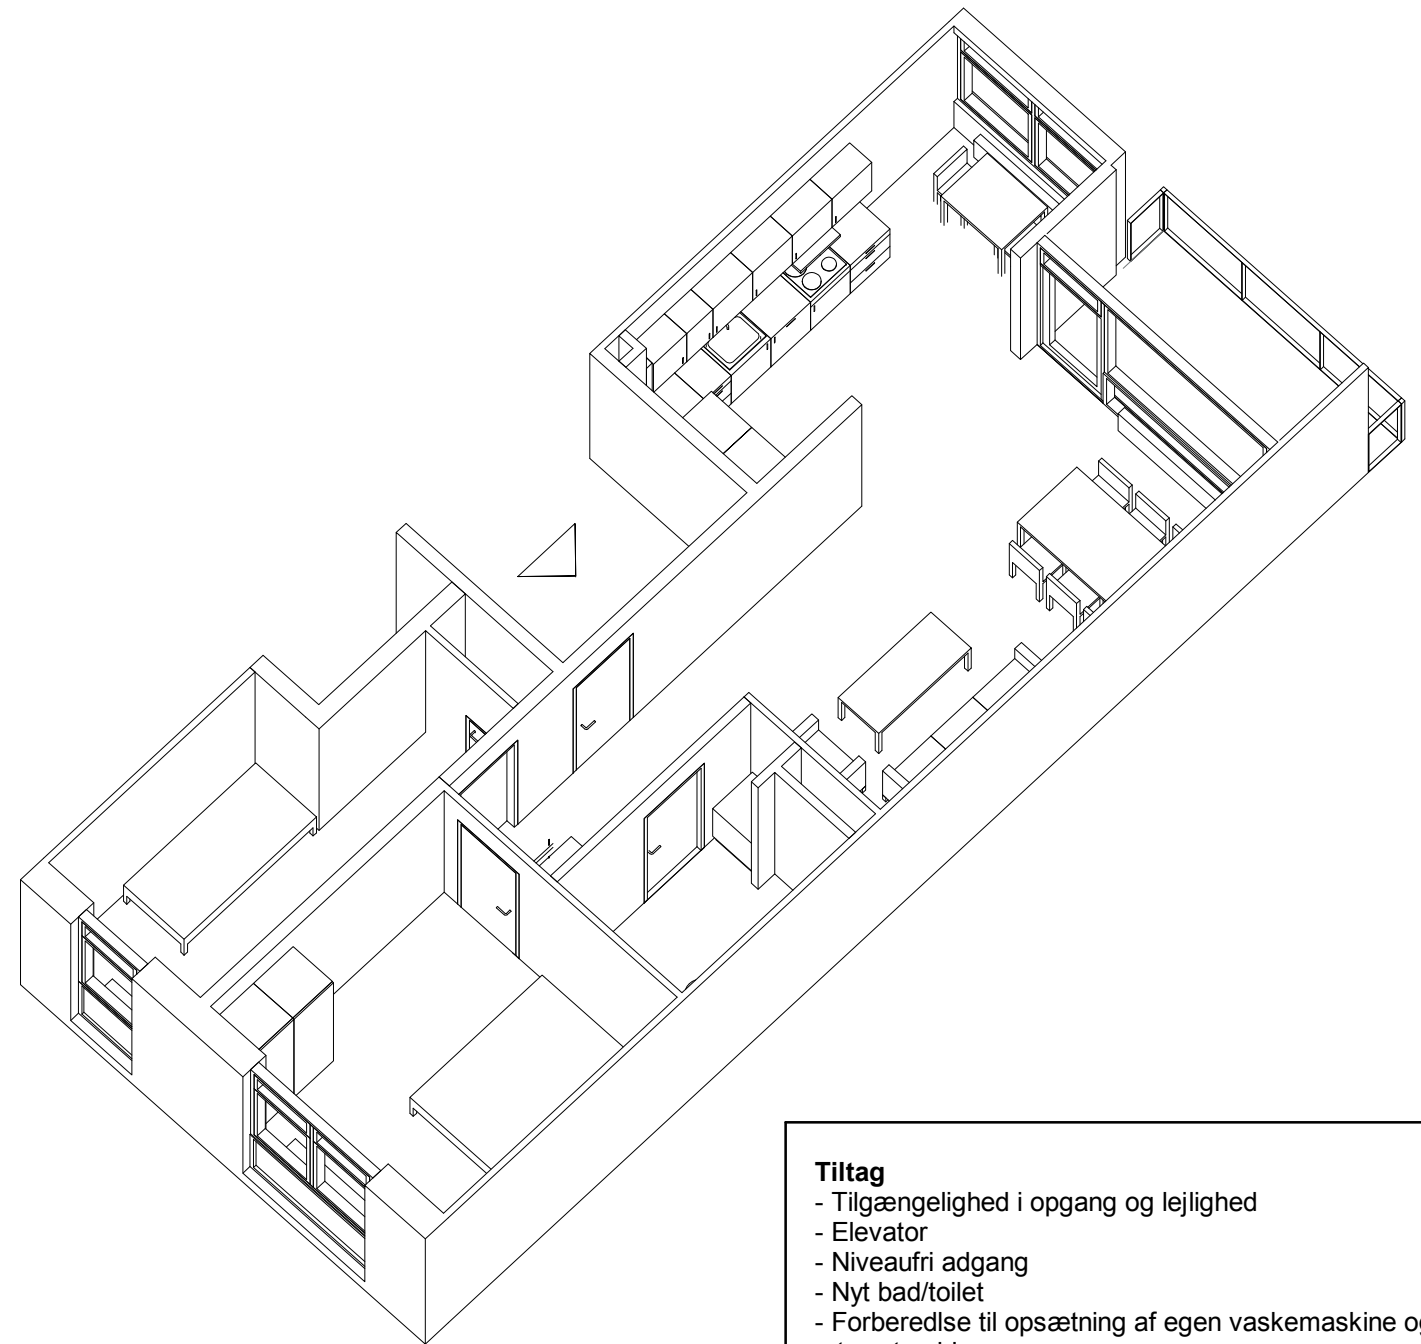 Tiltag
- Tilgængelighed i opgang og lejlighed
- Elevator
- Niveaufri adgang
- Nyt bad/toilet
- Forberedlse til opsætning af egen vaskemaskine og